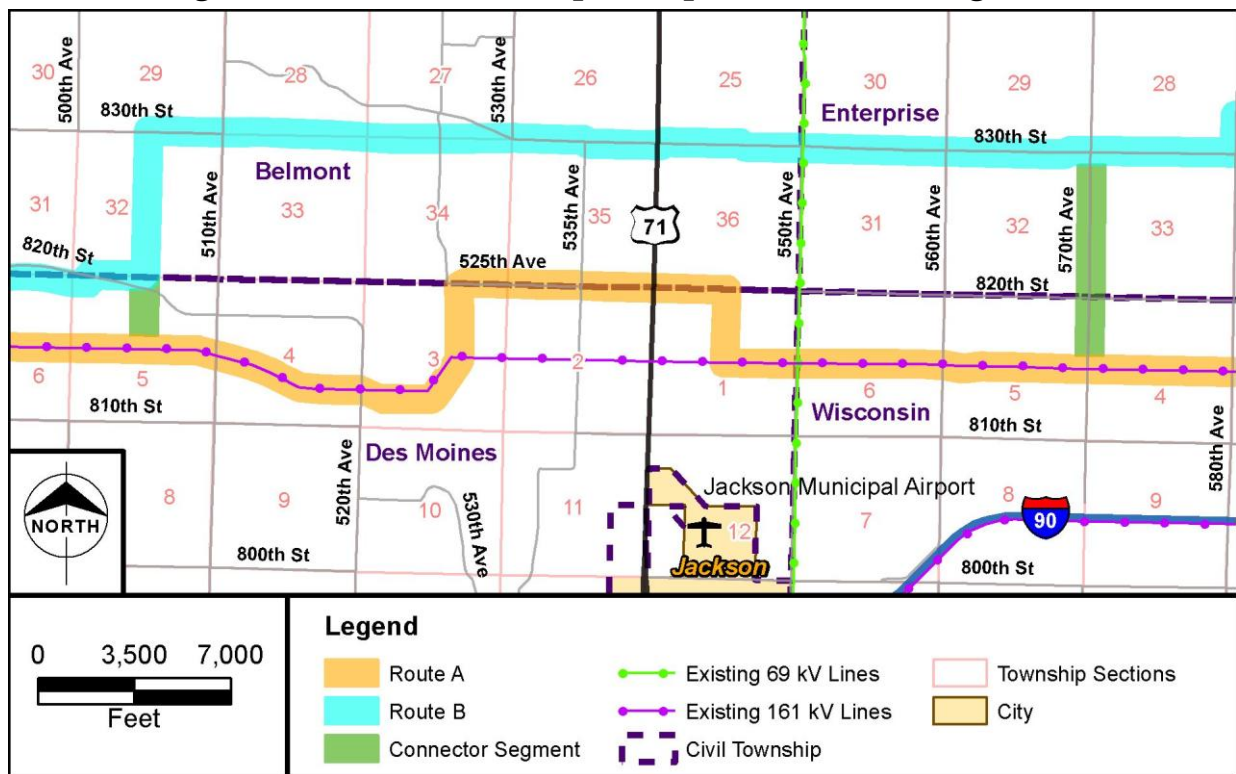 30 29 28 27 26 25 30 29 28
500th Ave
530th Ave
550th Ave
Enterprise
830th St
830th St
Belmont
31 32 33 34 35 36 31 32 33
510th Ave
535th Ave
71
560th Ave
570th Ave
820th St
525th Ave
820th St
6 5 4 3 2 1 6 5 4
810th St
Wisconsin
810th St
Des Moines
520th Ave
580th Ave
Jackson Municipal Airport
8 9 10 11 12 7 8 9
530th Ave
90
NORTH
800th St
Jackson
800th St
0 3,500 7,000
Feet
Legend
Route A
Route B
Connector Segment
Existing 69 kV Lines
Existing 161 kV Lines
Civil Township
Township Sections
City